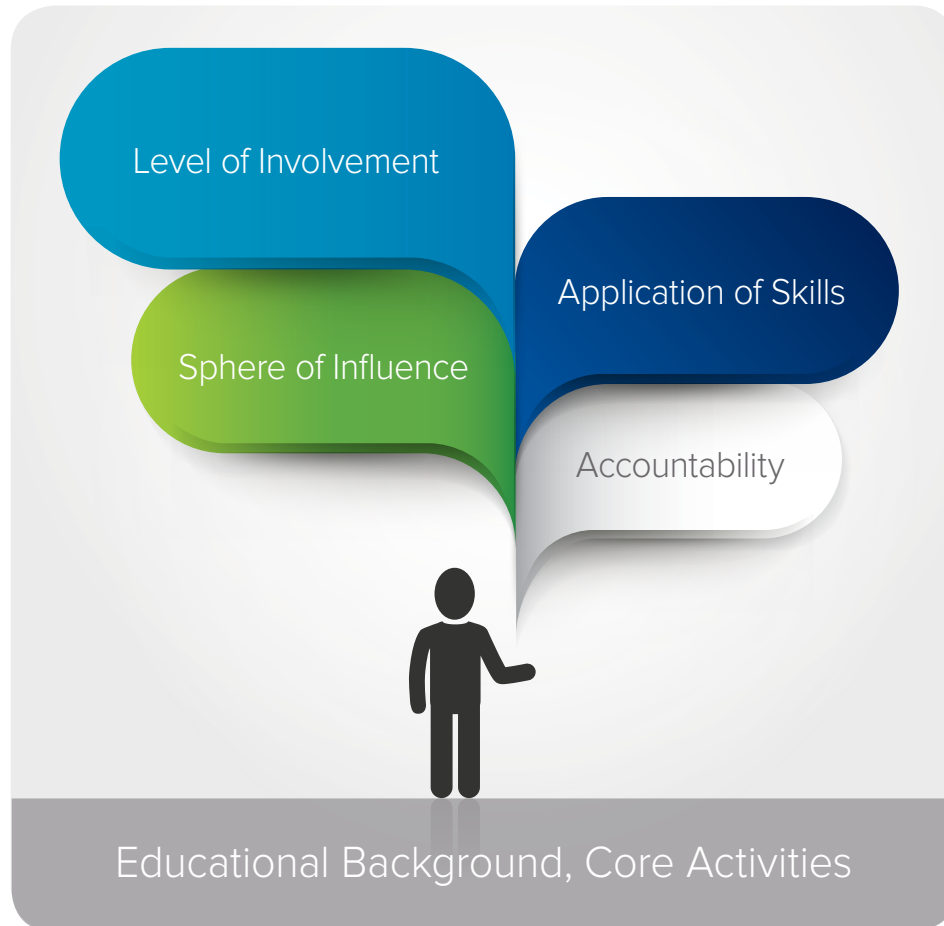 Level of Involvement
Application of Skills
Sphere of Influence
Accountability
Educational Background, Core Activities